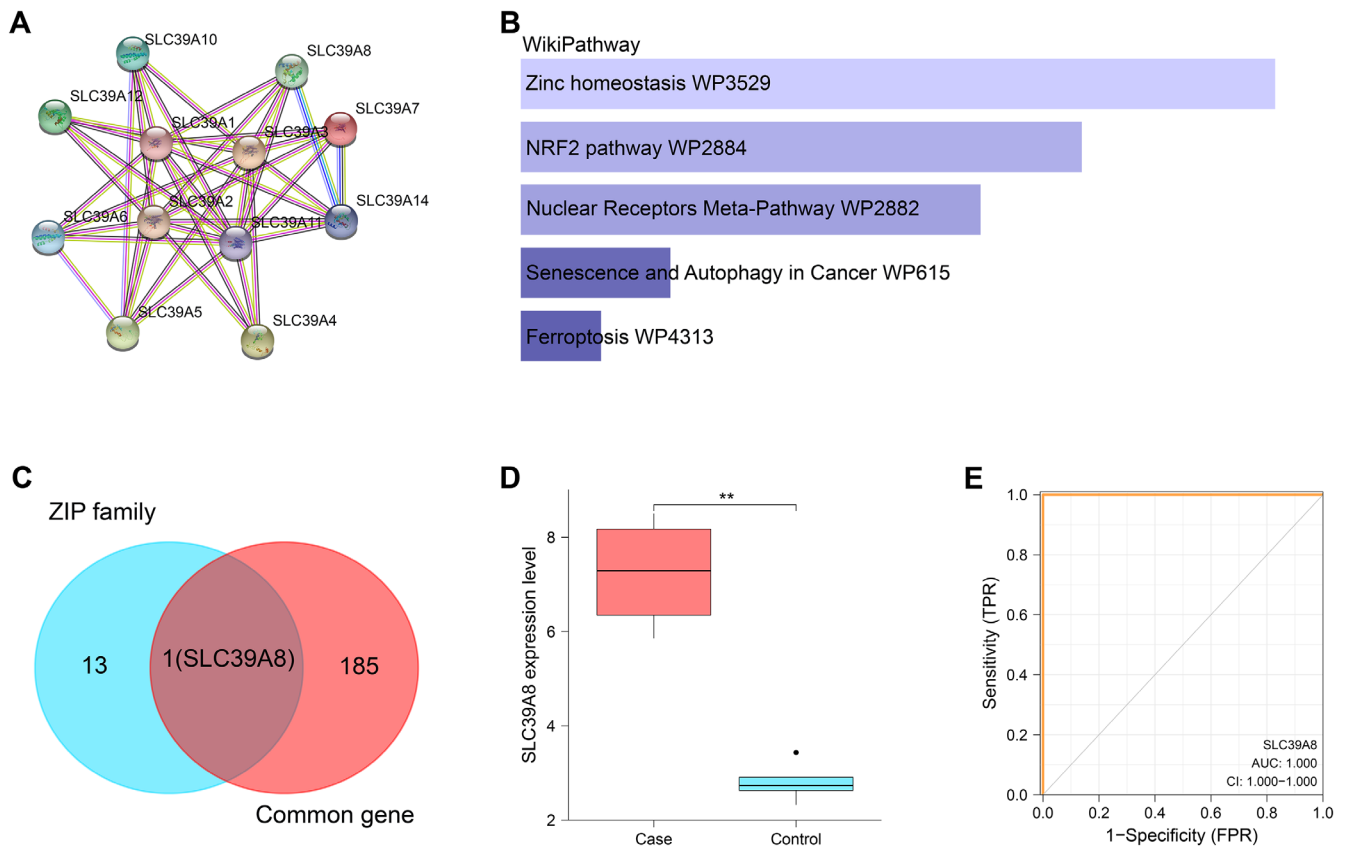 A
SLC39A10
SLC39A8
SLC39A12
SLC39A7
SLC39A1
SLC39A3
SLC39A2
SLC39A14
SLC39A6
SLC39A11
SLC39A5
SLC39A4
B
WikiPathway
Zinc homeostasis WP3529
NRF2 pathway WP2884
Nuclear Receptors Meta-Pathway WP2882
Senescence and Autophagy in Cancer WP615
Ferroptosis WP4313
C
ZIP family
13
1(SLC39A8)
185
Common gene
D
**
SLC39A8 expression level
8
6
4
2
Case
Control
E
Sensitivity (TPR)
1.0
0.8
0.6
0.4
0.2
0.0
SLC39A8
AUC: 1.000
CI: 1.000−1.000
0.0
0.2
0.4
0.6
0.8
1.0
1−Specificity (FPR)